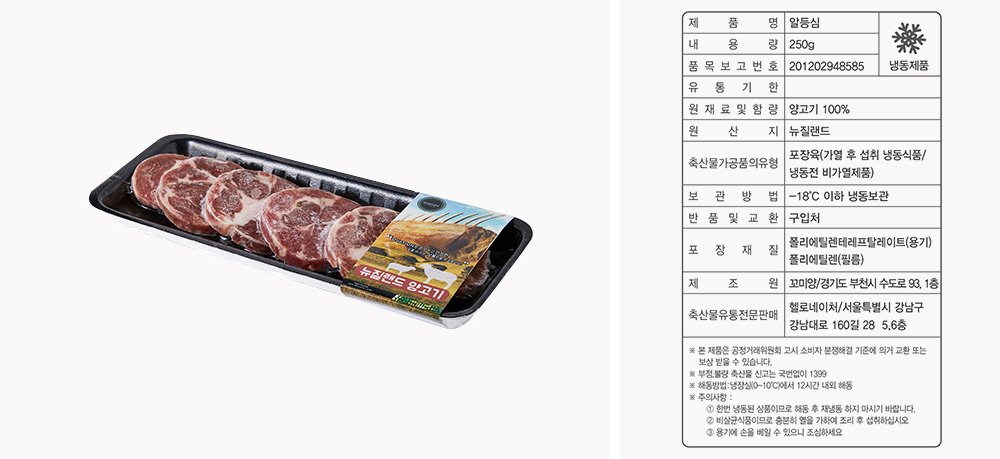 뉴질랜드 양고기
제 품 명 알등심
내 용 량 250g
품 목 보 고 번 호 201202948585
냉동제품
유 통 기 한
원 재 료 및 함 량 양고기 100%
원 산 지 뉴질랜드
축산물가공품의유형 포장육(가열 후 섭취 냉동식품/
냉동전 비가열제품)
보 관 방 법 -18℃ 이하 냉동보관
반 품 및 교 환 구입처
포 장 재 질 폴리에틸렌테레프탈레이트(용기)
폴리에틸렌(필름)
제 조 원 꼬미양/경기도 부천시 수도로 93, 1층
축산물유통전문판매 헬로네이처/서울특별시 강남구
강남대로 160길 28 5,6층
※ 본 제품은 공정거래위원회 고시 소비자 분쟁해결 기준에 의거 교환 또는
보상 받을 수 있습니다.
※ 부정,불량 축산물 신고는 국번없이 1399
※ 해동방법:냉장실(0-10℃)에서 12시간 내외 해동
※ 주의사항 :
① 한번 냉동된 상품이므로 해동 후 재냉동 하지 마시기 바랍니다.
② 비살균식품이므로 충분히 열을 가하여 조리 후 섭취하십시오
③ 용기에 손을 베일 수 있으니 조심하세요